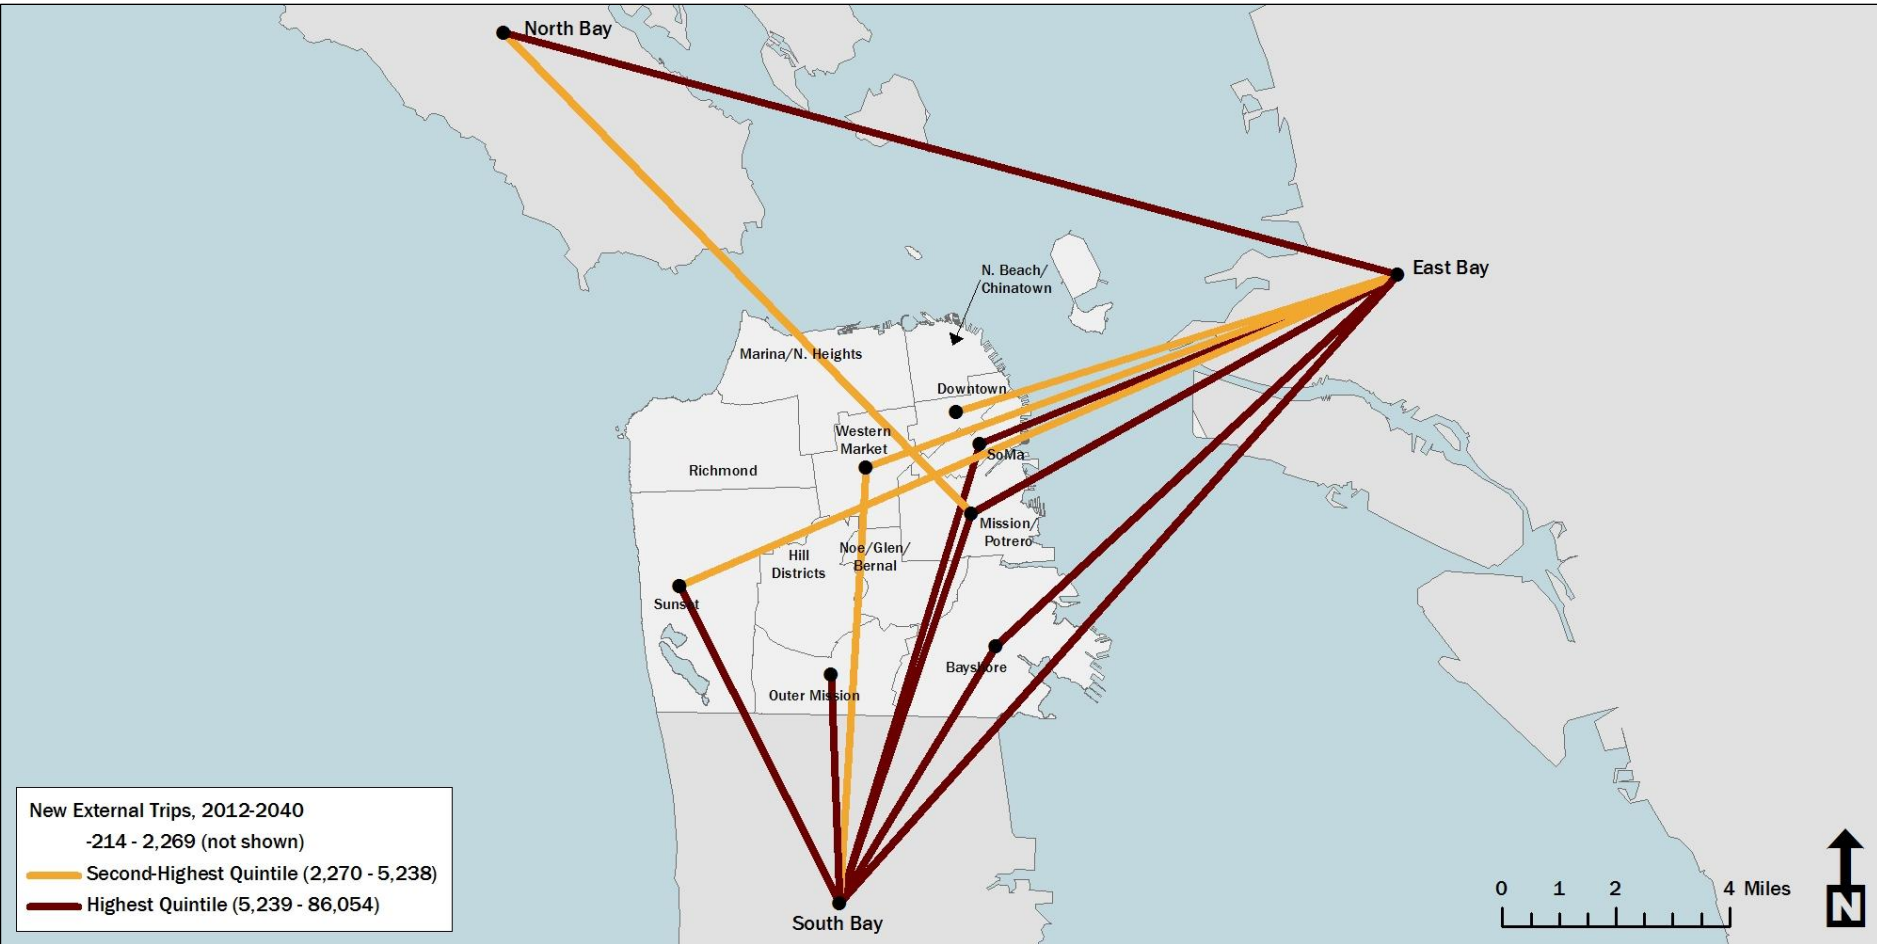 North Bay
East Bay
N. Beach/
Chinatown
Marina/N. Heights
Downtown
Western
Market
SoMa
Richmond
Mission/
Potrero
Noe/Glen/
Bernal
Hill
Districts
Sunset
Bayshore
Outer Mission
South Bay
New External Trips, 2012-2040
-214 - 2,269 (not shown)
Second-Highest Quintile (2,270 - 5,238)
Highest Quintile (5,239 - 86,054)
0 1 2 4 Miles
N